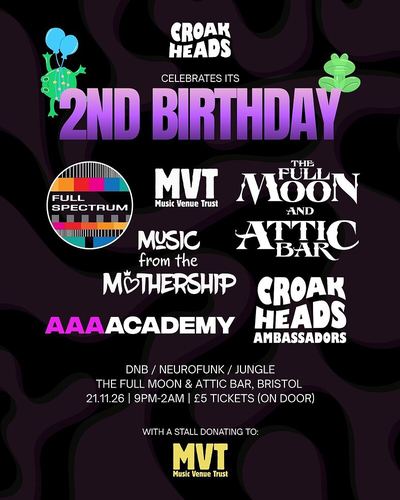 CROAK
HEADS
CELEBRATES ITS
2ND BIRTHDAY
FULL
SPECTRUM
MVT
Music Venue Trust
THE
FULL
MOON
AND
ATTIC
BAR
MUSIC
from the
MOTHERSHIP
AAAACADEMY
CROAK
HEADS
AMBASSADORS
DNB / NEUROFUNK / JUNGLE
THE FULL MOON & ATTIC BAR, BRISTOL
21.11.26 | 9PM-2AM | £5 TICKETS (ON DOOR)
WITH A STALL DONATING TO:
MVT
Music Venue Trust